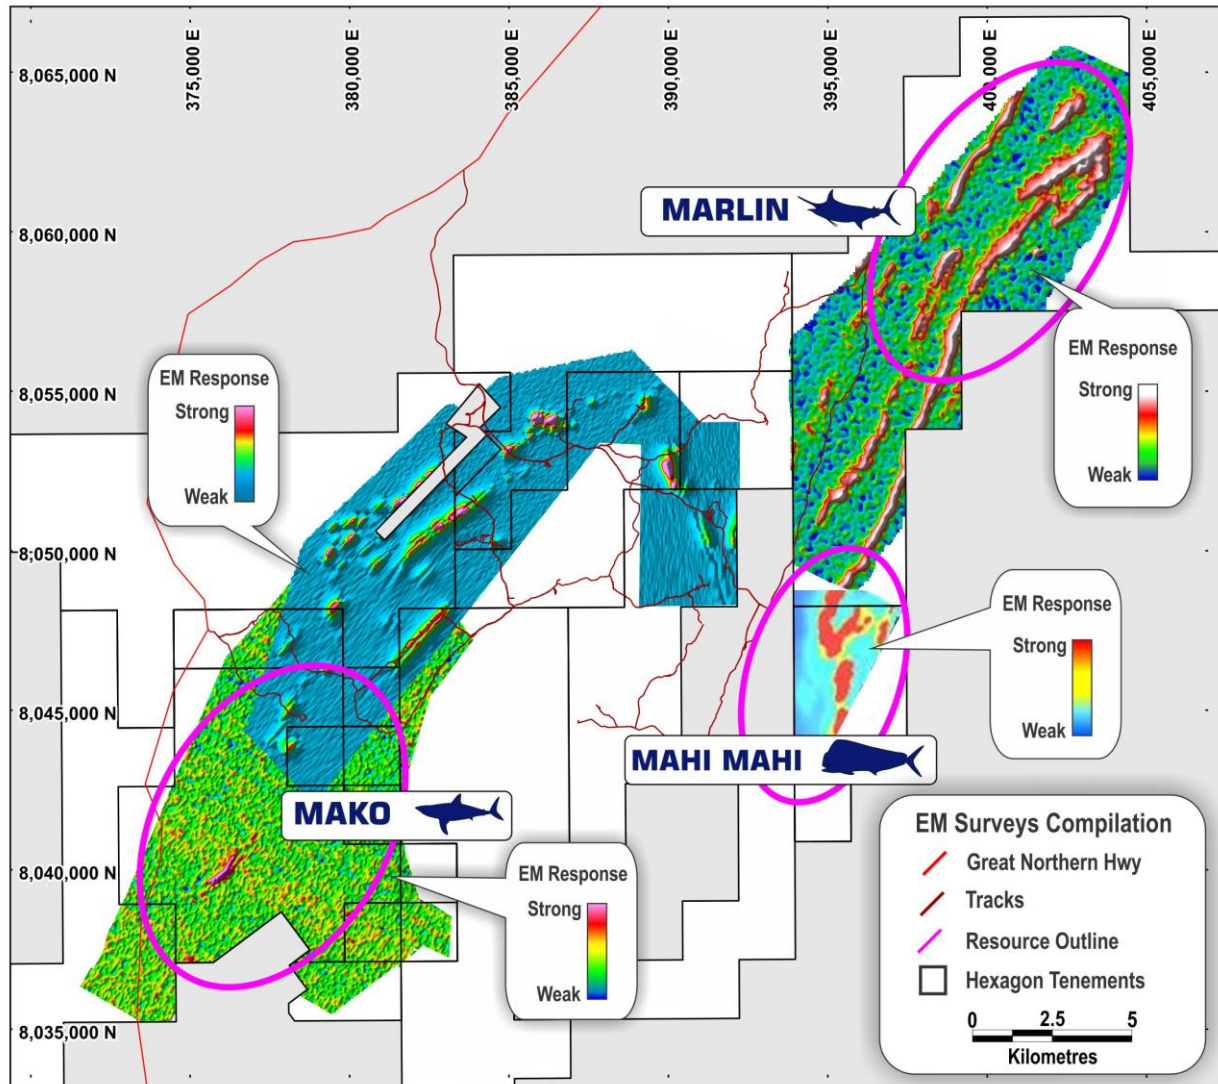 375,000 E
380,000 E
385,000 E
390,000 E
395,000 E
400,000 E
405,000 E
8,065,000 N
8,060,000 N
8,055,000 N
8,050,000 N
8,045,000 N
8,040,000 N
8,035,000 N
MARLIN
EM Response
Strong
Weak
EM Response
Strong
Weak
EM Response
Strong
Weak
MAHI MAHI
MAKO
EM Response
Strong
Weak
EM Surveys Compilation
Great Northern Hwy
Tracks
Resource Outline
Hexagon Tenements
0 2.5 5
Kilometres